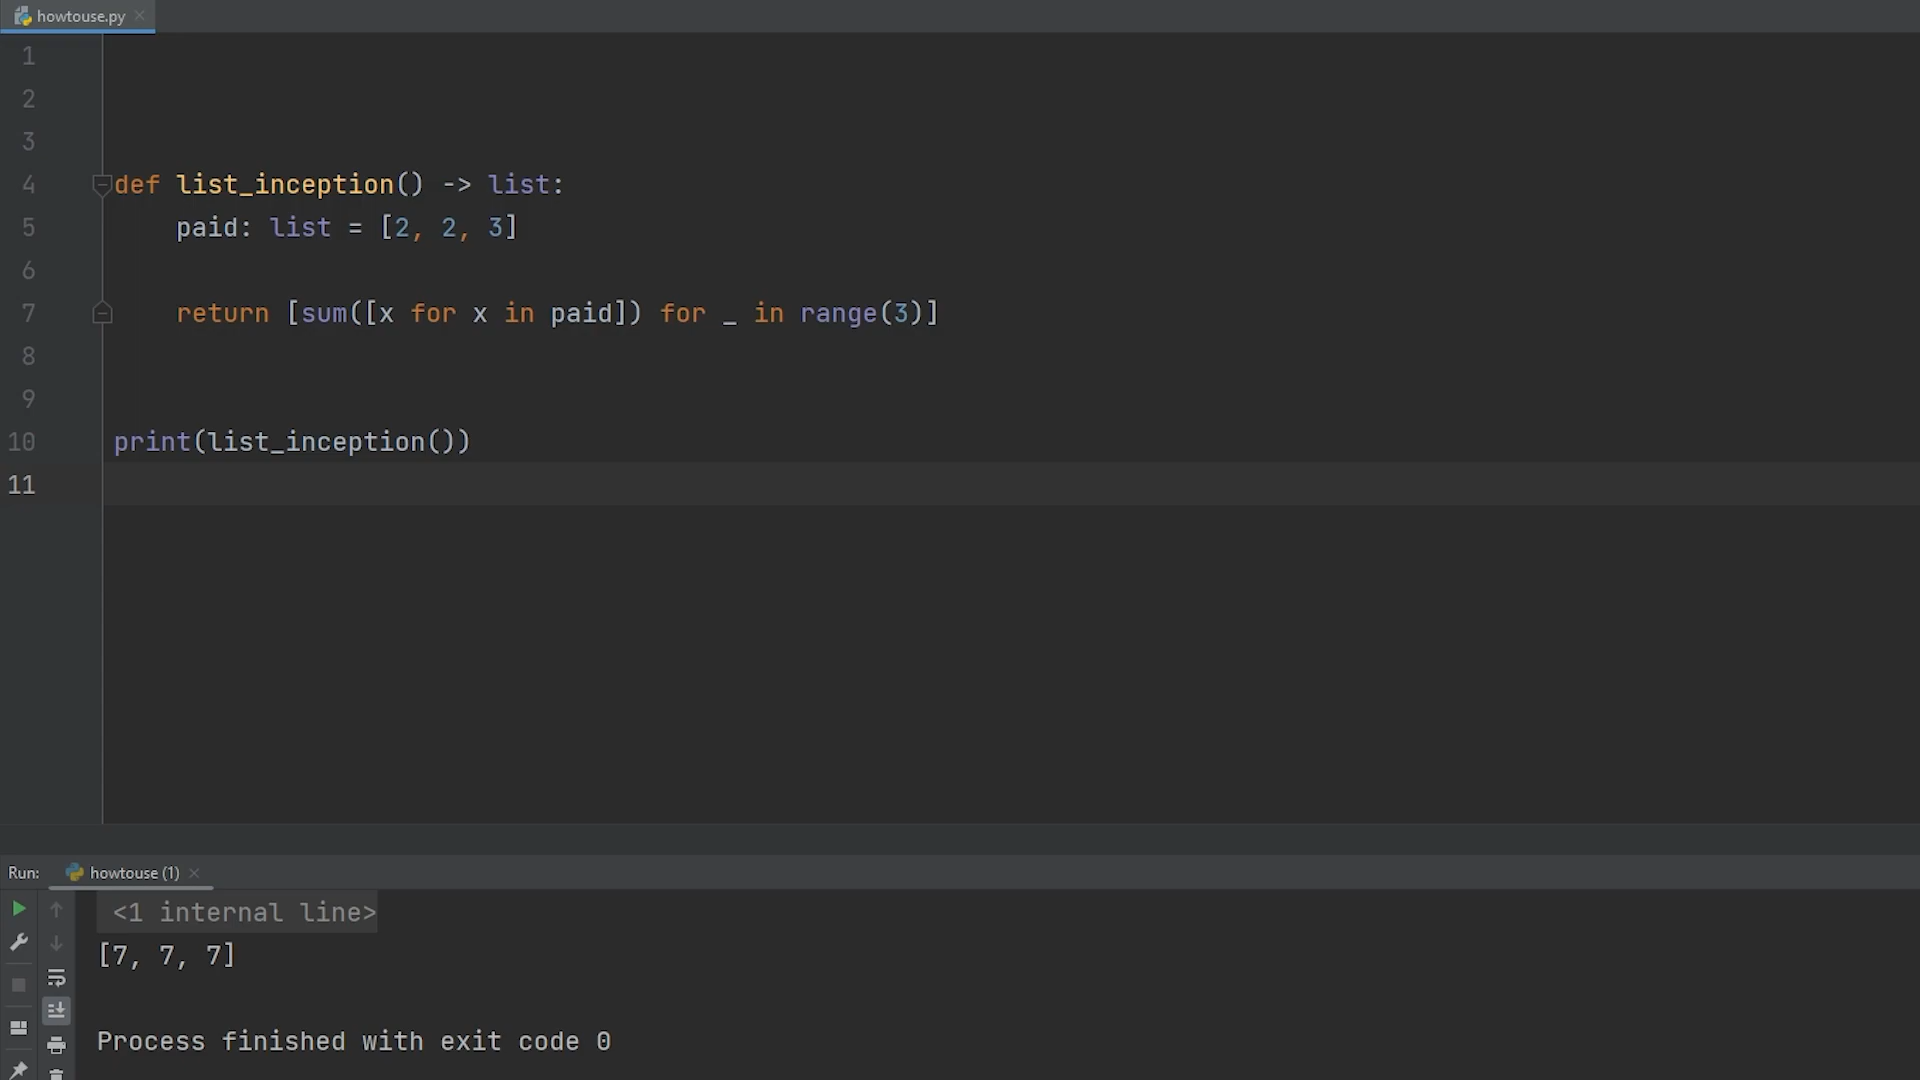 howtouse.py
1
2
3
4 def list_inception() -> list:
5 paid: list = [2, 2, 3]
6
7 return [sum([x for x in paid]) for _ in range(3)]
8
9
10 print(list_inception())
11
Run: howtouse (1)
<1 internal line>
[7, 7, 7]
Process finished with exit code 0